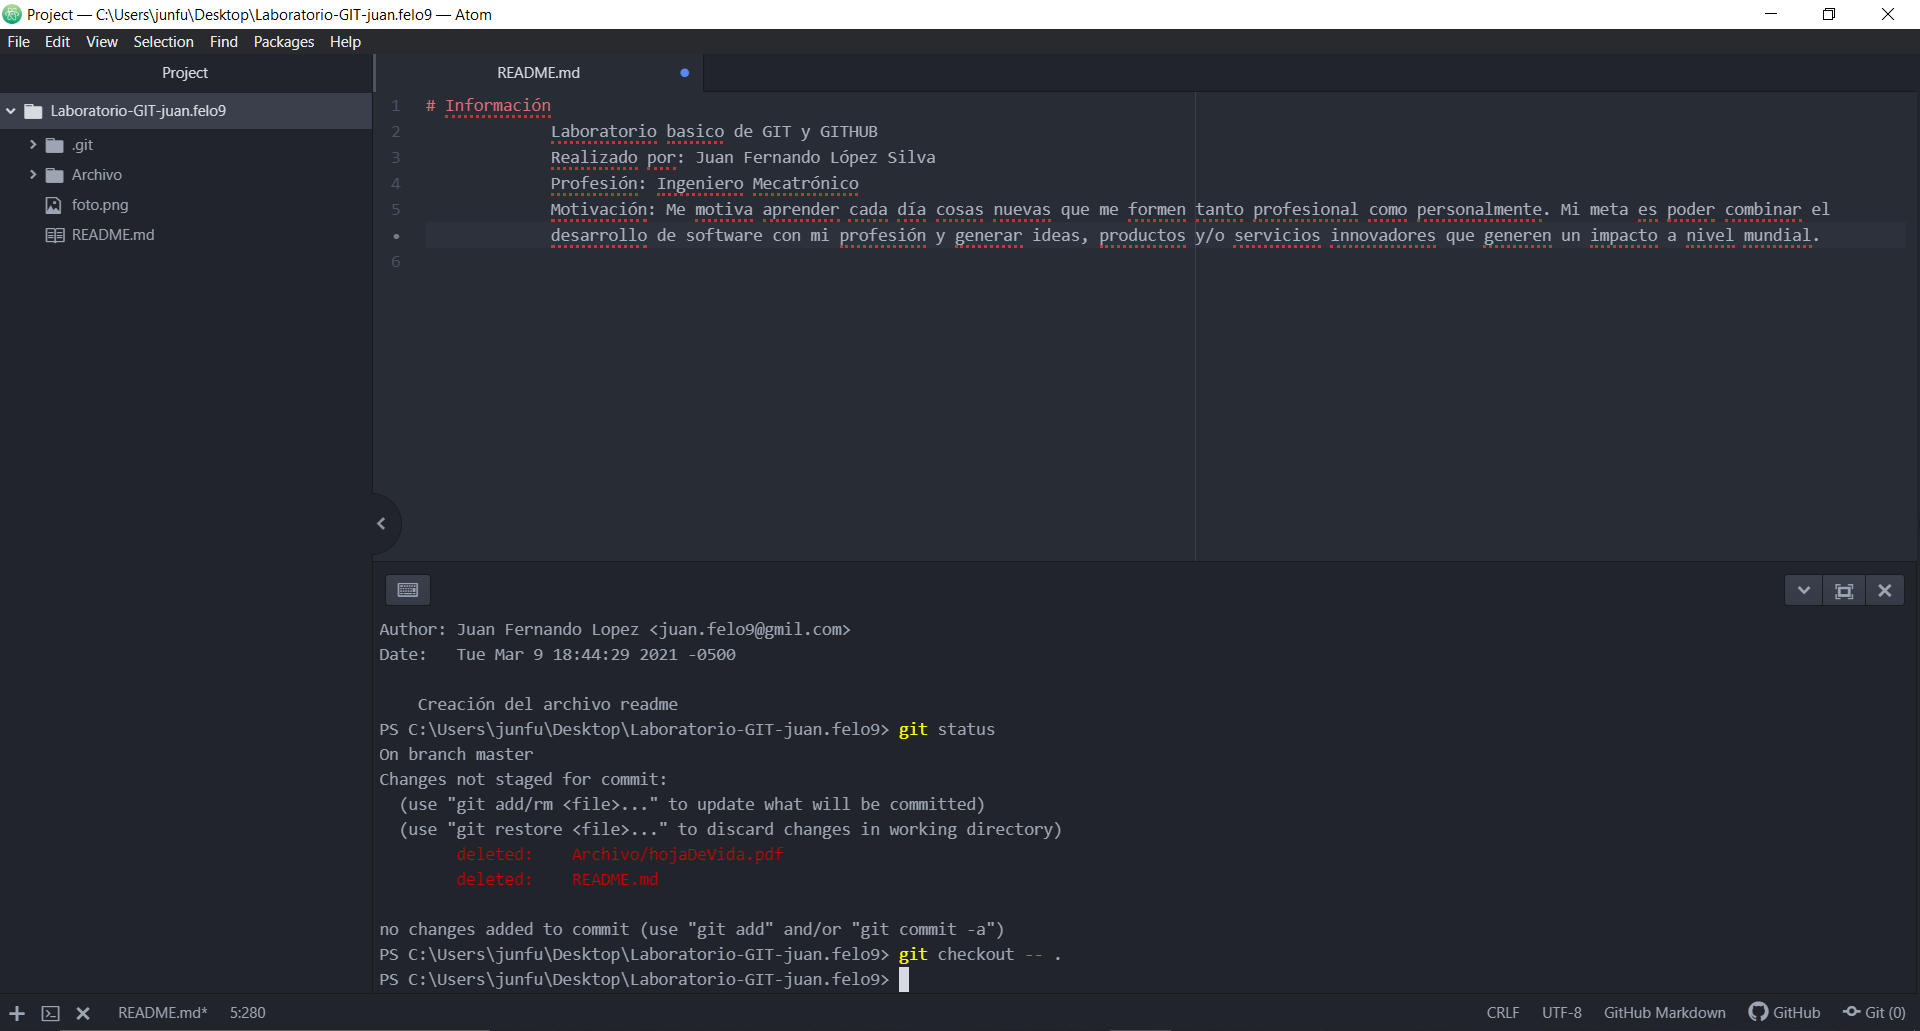 Project — C:\Users\junfu\Desktop\Laboratorio-GIT-juan.felo9 — Atom
File Edit View Selection Find Packages Help
Project
Laboratorio-GIT-juan.felo9
.git
Archivo
foto.png
README.md
README.md
1 # Información
2 Laboratorio basico de GIT y GITHUB
3 Realizado por: Juan Fernando López Silva
4 Profesión: Ingeniero Mecatrónico
5 Motivación: Me motiva aprender cada día cosas nuevas que me formen tanto profesional como personalmente. Mi meta es poder combinar el
• desarrollo de software con mi profesión y generar ideas, productos y/o servicios innovadores que generen un impacto a nivel mundial.
6
Author: Juan Fernando Lopez <juan.felo9@gmil.com>
Date: Tue Mar 9 18:44:29 2021 -0500
Creación del archivo readme
PS C:\Users\junfu\Desktop\Laboratorio-GIT-juan.felo9> git status
On branch master
Changes not staged for commit:
(use "git add/rm <file>..." to update what will be committed)
(use "git restore <file>..." to discard changes in working directory)
deleted: Archivo/hojaDeVida.pdf
deleted: README.md
no changes added to commit (use "git add" and/or "git commit -a")
PS C:\Users\junfu\Desktop\Laboratorio-GIT-juan.felo9> git checkout -- .
PS C:\Users\junfu\Desktop\Laboratorio-GIT-juan.felo9>
README.md* 5:280 CRLF UTF-8 GitHub Markdown GitHub Git (0)